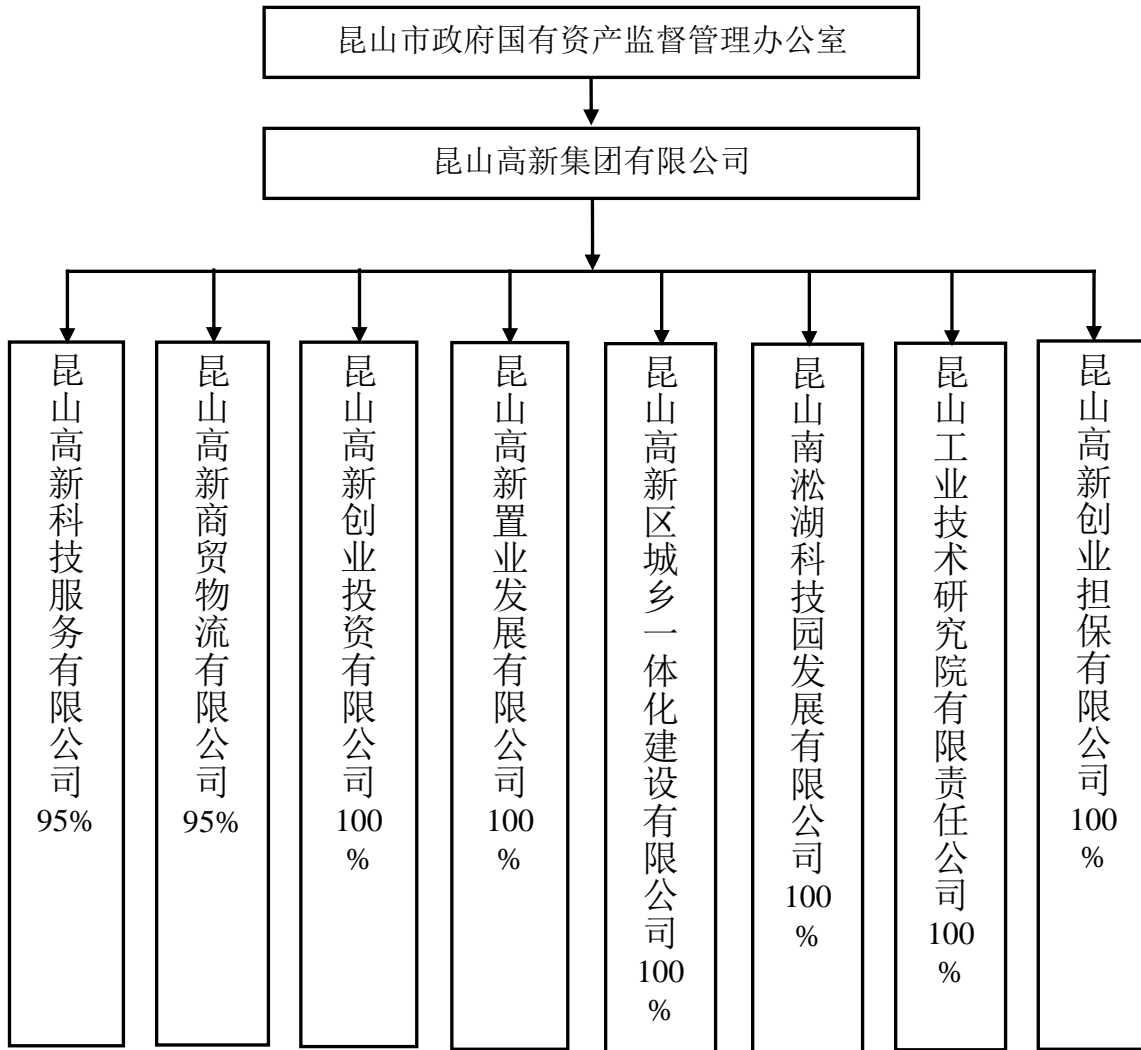 昆山市政府国有资产监督管理办公室
昆山高新集团有限公司
昆山高新科技服务有限公司
95%
昆山高新商贸物流有限公司
95%
昆山高新创业投资有限公司
100
%
昆山高新置业发展有限公司
100
%
昆山高新区城乡一体化建设有限公司
100
%
昆山南淞湖科技园发展有限公司
100
%
昆山工业技术研究院有限责任公司
100
%
昆山高新创业担保有限公司
100
%